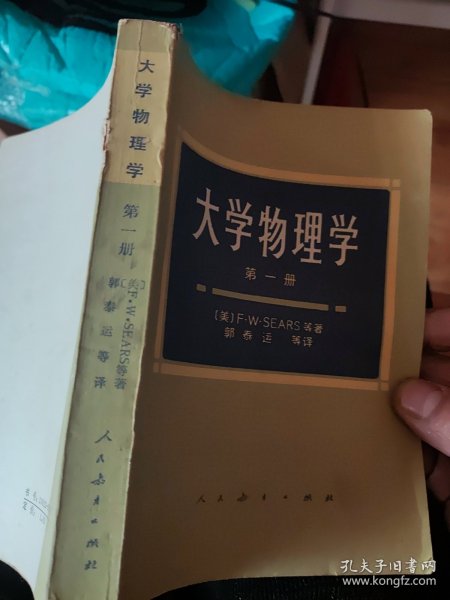 大学物理学
第一册
[美]F·W·SEARS等著
郭泰运 等译
人民教育出版社
大学物理学
第一册
[美]F·W·SEARS等著
郭泰运等译
人民教育出版社
孔夫子旧书网
www.kongfz.com